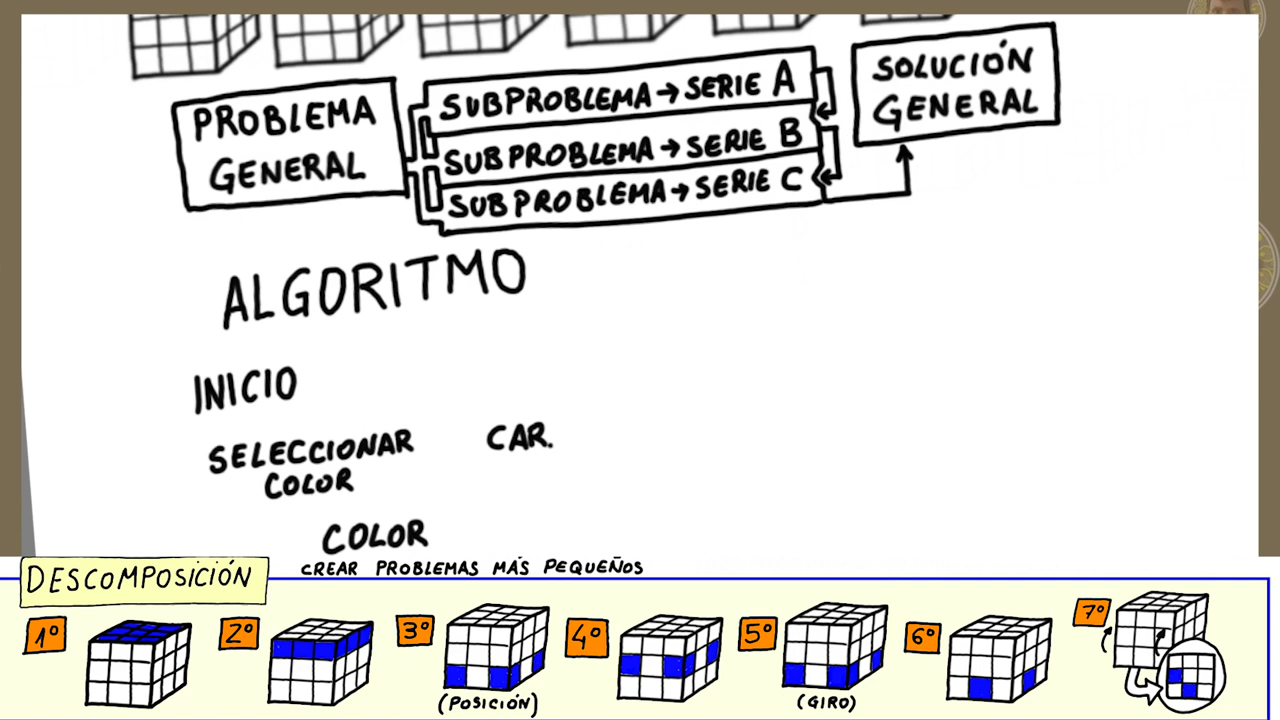 PROBLEMA
GENERAL
SUBPROBLEMA → SERIE A
SUBPROBLEMA → SERIE B
SUBPROBLEMA → SERIE C
SOLUCIÓN
GENERAL
ALGORITMO
INICIO
SELECCIONAR CAR.
COLOR
COLOR
DESCOMPOSICIÓN
CREAR PROBLEMAS MÁS PEQUEÑOS
1º
2º
3º
(POSICIÓN)
4º
5º
(GIRO)
6º
7º